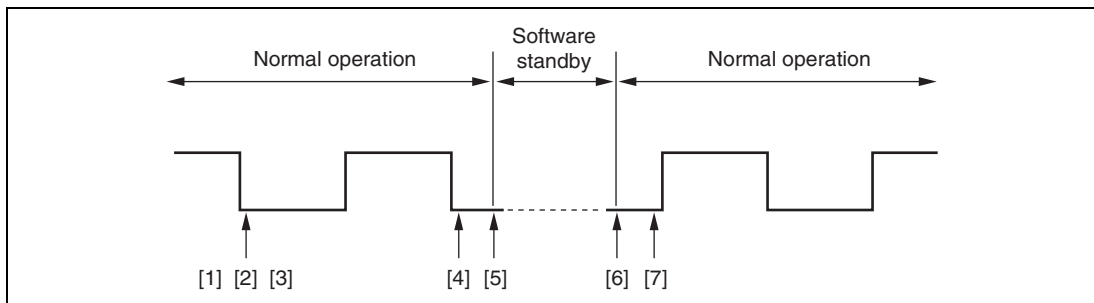 Software
standby
Normal operation
Normal operation
[1] [2] [3]
[4] [5]
[6] [7]